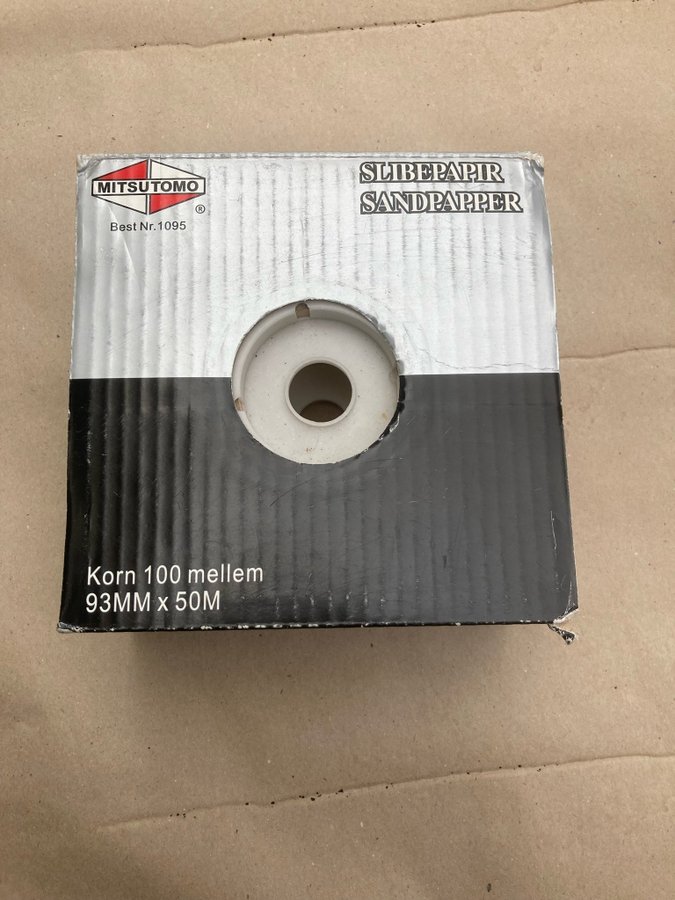 MITSUTOMO
®
Best Nr.1095
SLIBEPAPIR
SANDPAPPER
Korn 100 mellem
93MM x 50M